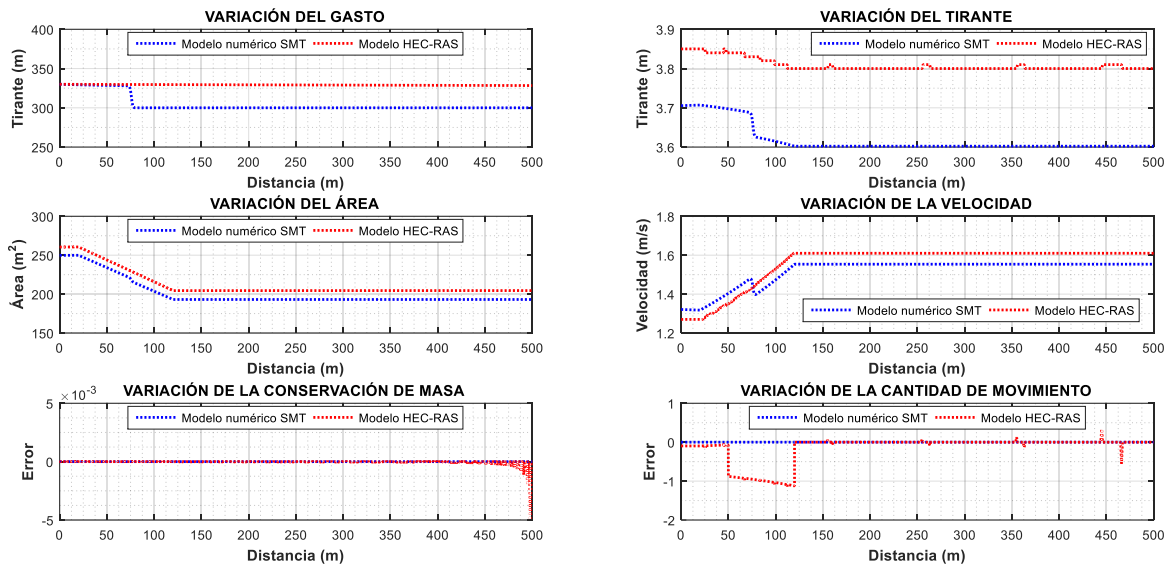 VARIACIÓN DEL GASTO
Tirante (m)
400
350
300
250
Modelo numérico SMT
Modelo HEC-RAS
0 50 100 150 200 250 300 350 400 450 500
Distancia (m)
VARIACIÓN DEL TIRANTE
Tirante (m)
3.9
3.8
3.7
3.6
Modelo numérico SMT
Modelo HEC-RAS
0 50 100 150 200 250 300 350 400 450 500
Distancia (m)
VARIACIÓN DEL ÁREA
Área (m²)
300
250
200
150
Modelo numérico SMT
Modelo HEC-RAS
0 50 100 150 200 250 300 350 400 450 500
Distancia (m)
VARIACIÓN DE LA VELOCIDAD
Velocidad (m/s)
1.8
1.6
1.4
1.2
Modelo numérico SMT
Modelo HEC-RAS
0 50 100 150 200 250 300 350 400 450 500
Distancia (m)
VARIACIÓN DE LA CONSERVACIÓN DE MASA
×10⁻³
Error
5
0
-5
Modelo numérico SMT
Modelo HEC-RAS
0 50 100 150 200 250 300 350 400 450 500
Distancia (m)
VARIACIÓN DE LA CANTIDAD DE MOVIMIENTO
Error
1
0
-1
-2
Modelo numérico SMT
Modelo HEC-RAS
0 50 100 150 200 250 300 350 400 450 500
Distancia (m)